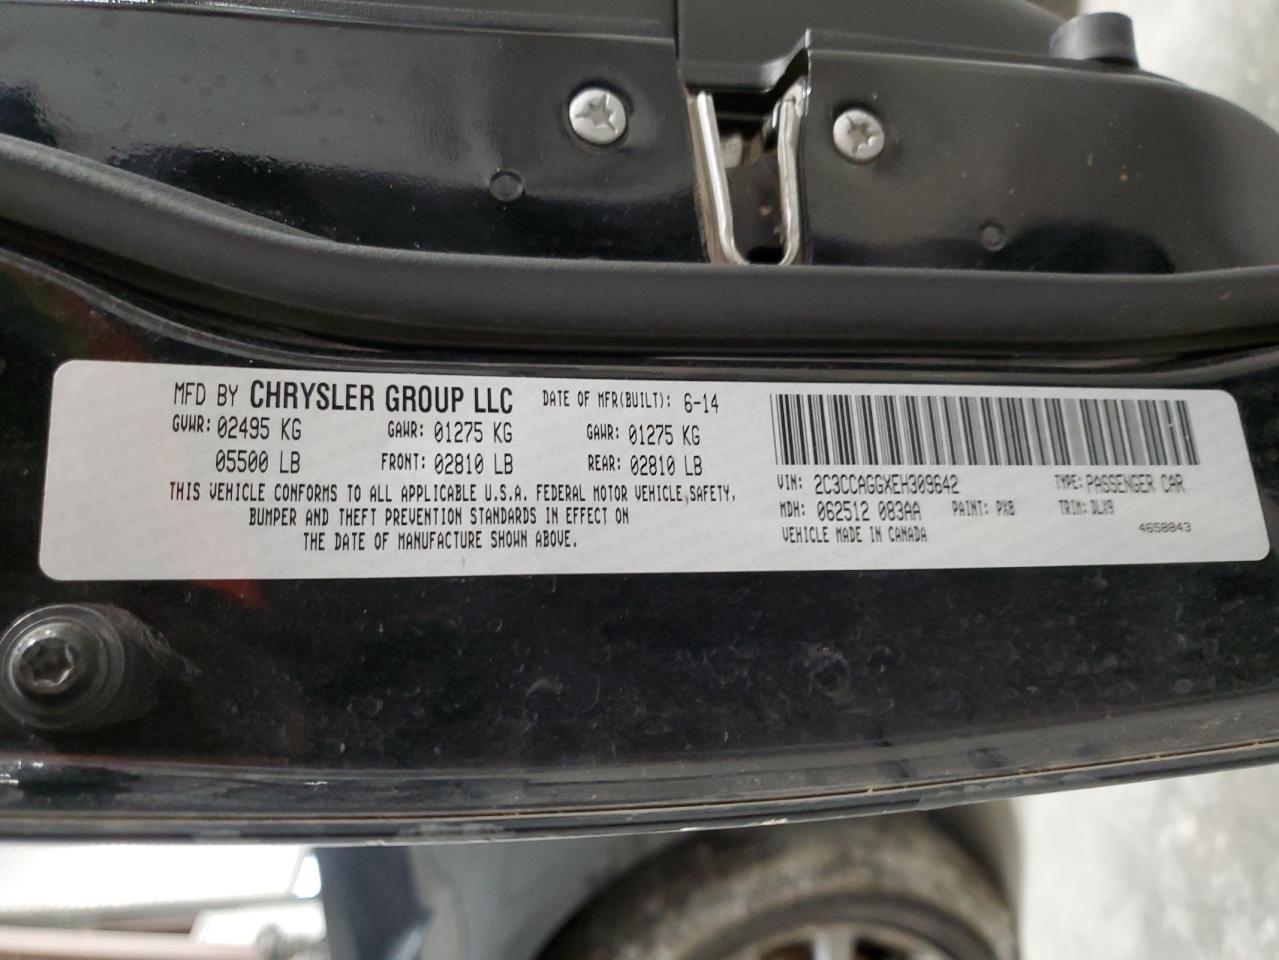 MFD BY CHRYSLER GROUP LLC DATE OF MFR(BUILT): 6-14
GVWR: 02495 KG GAWR: 01275 KG GAWR: 01275 KG
05500 LB FRONT: 02810 LB REAR: 02810 LB
THIS VEHICLE CONFORMS TO ALL APPLICABLE U.S.A. FEDERAL MOTOR VEHICLE,SAFETY,
BUMPER AND THEFT PREVENTION STANDARDS IN EFFECT ON
THE DATE OF MANUFACTURE SHOWN ABOVE.
VIN: 2C3CCAGGXEH309642 TYPE: PASSENGER CAR
MDH: 062512 083AA PAINT: PX8 TRIM: DLX9
VEHICLE MADE IN CANADA 4658843